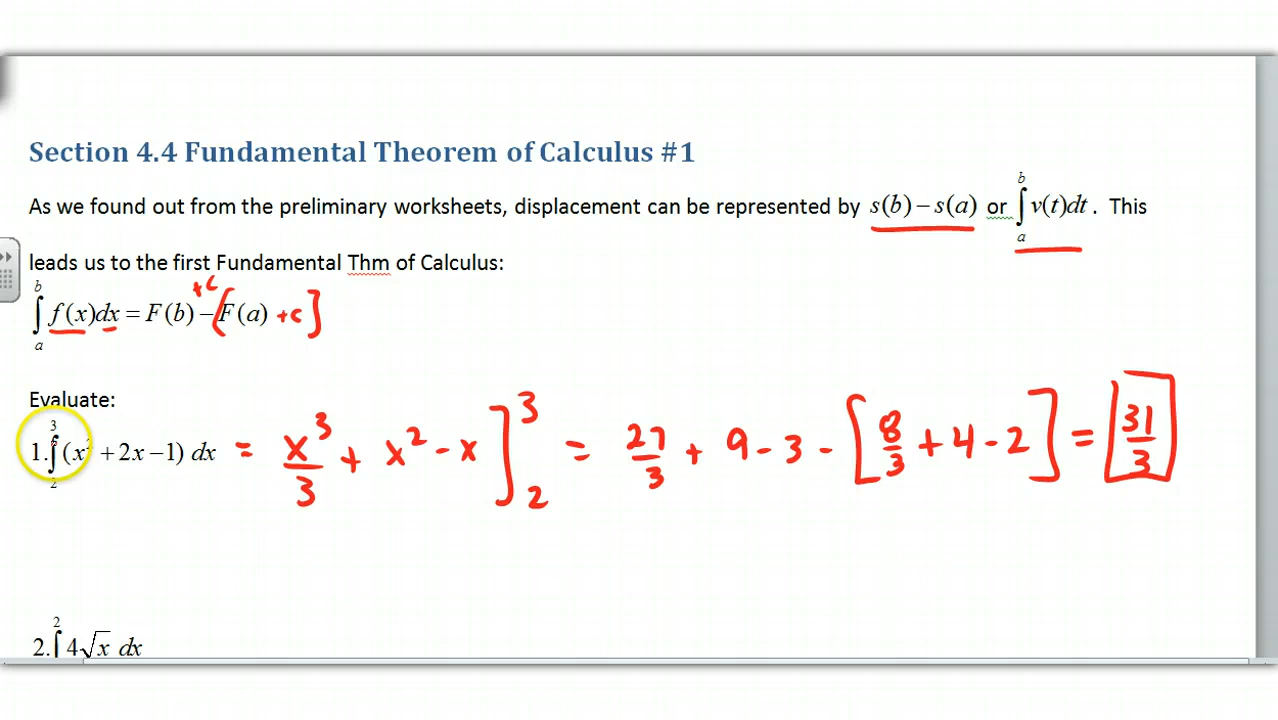 Section 4.4 Fundamental Theorem of Calculus #1
As we found out from the preliminary worksheets, displacement can be represented by s(b) − s(a) or ∫_a^b v(t)dt . This
leads us to the first Fundamental Thm of Calculus:
∫_a^b f(x)dx = F(b) +c − [F(a) +c]
Evaluate:
1. ∫_2^3 (x² + 2x − 1) dx = x³/3 + x² − x ]_2^3 = 27/3 + 9 − 3 − [8/3 + 4 − 2] = 31/3
2. ∫^2 4√x dx